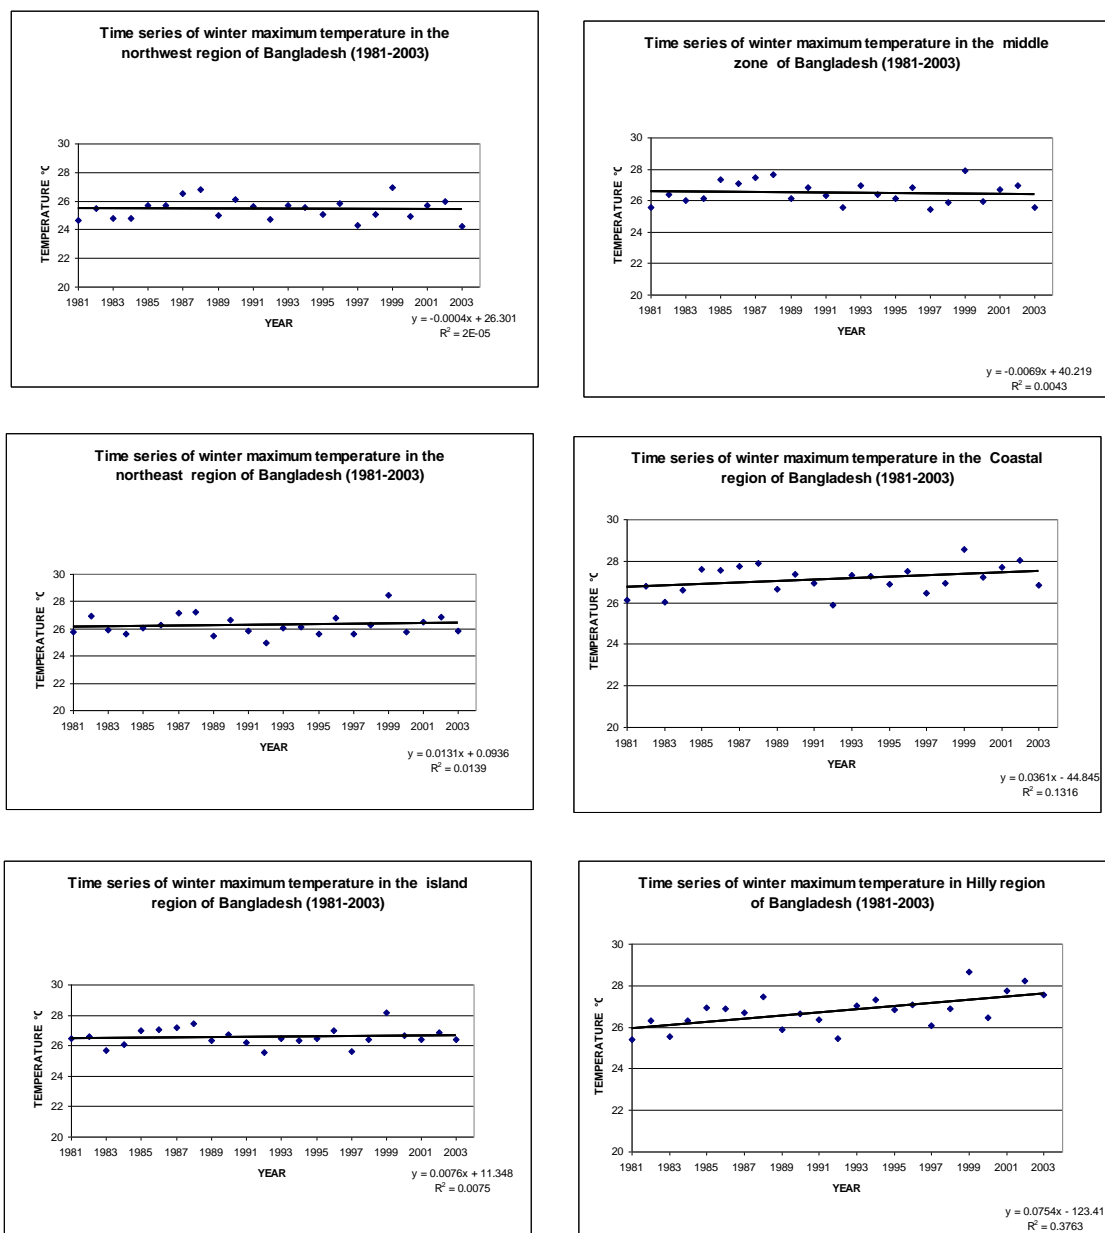 Time series of winter maximum temperature in the
northwest region of Bangladesh (1981-2003)
30
28
26
24
22
20
TEMPERATURE °C
1981 1983 1985 1987 1989 1991 1993 1995 1997 1999 2001 2003
YEAR
y = -0.0004x + 26.301
R² = 2E-05
Time series of winter maximum temperature in the middle
zone of Bangladesh (1981-2003)
30
28
26
24
22
20
TEMPERATURE °C
1981 1983 1985 1987 1989 1991 1993 1995 1997 1999 2001 2003
YEAR
y = -0.0069x + 40.219
R² = 0.0043
Time series of winter maximum temperature in the
northeast region of Bangladesh (1981-2003)
30
28
26
24
22
20
TEMPERATURE °C
1981 1983 1985 1987 1989 1991 1993 1995 1997 1999 2001 2003
YEAR
y = 0.0131x + 0.0936
R² = 0.0139
Time series of winter maximum temperature in the Coastal
region of Bangladesh (1981-2003)
30
28
26
24
22
20
TEMPERATURE °C
1981 1983 1985 1987 1989 1991 1993 1995 1997 1999 2001 2003
YEAR
y = 0.0361x - 44.845
R² = 0.1316
Time series of winter maximum temperature in the island
region of Bangladesh (1981-2003)
30
28
26
24
22
20
TEMPERATURE °C
1981 1983 1985 1987 1989 1991 1993 1995 1997 1999 2001 2003
YEAR
y = 0.0076x + 11.348
R² = 0.0075
Time series of winter maximum temperature in Hilly region
of Bangladesh (1981-2003)
30
28
26
24
22
20
TEMPERATURE °C
1981 1983 1985 1987 1989 1991 1993 1995 1997 1999 2001 2003
YEAR
y = 0.0754x - 123.41
R² = 0.3763